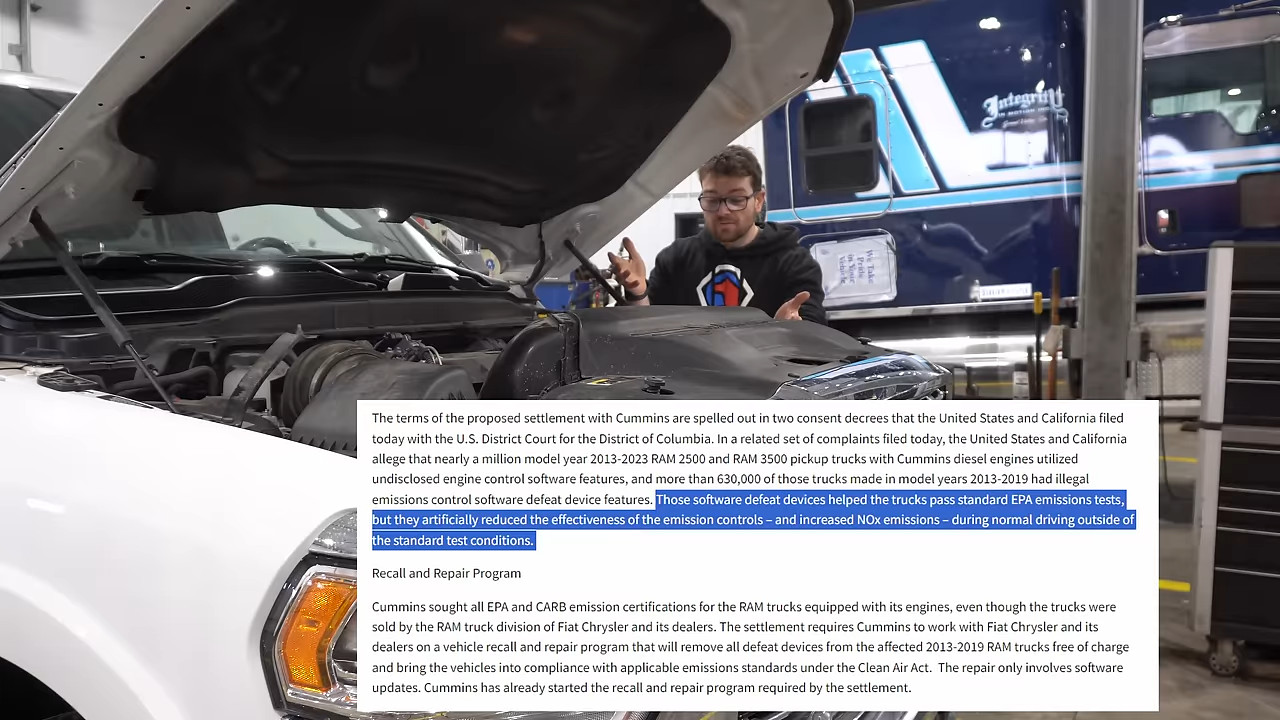 Integrity
We Take
Pride
in Your
Vehicle
The terms of the proposed settlement with Cummins are spelled out in two consent decrees that the United States and California filed
today with the U.S. District Court for the District of Columbia. In a related set of complaints filed today, the United States and California
allege that nearly a million model year 2013-2023 RAM 2500 and RAM 3500 pickup trucks with Cummins diesel engines utilized
undisclosed engine control software features, and more than 630,000 of those trucks made in model years 2013-2019 had illegal
emissions control software defeat device features. Those software defeat devices helped the trucks pass standard EPA emissions tests,
but they artificially reduced the effectiveness of the emission controls – and increased NOx emissions – during normal driving outside of
the standard test conditions.
Recall and Repair Program
Cummins sought all EPA and CARB emission certifications for the RAM trucks equipped with its engines, even though the trucks were
sold by the RAM truck division of Fiat Chrysler and its dealers. The settlement requires Cummins to work with Fiat Chrysler and its
dealers on a vehicle recall and repair program that will remove all defeat devices from the affected 2013-2019 RAM trucks free of charge
and bring the vehicles into compliance with applicable emissions standards under the Clean Air Act. The repair only involves software
updates. Cummins has already started the recall and repair program required by the settlement.